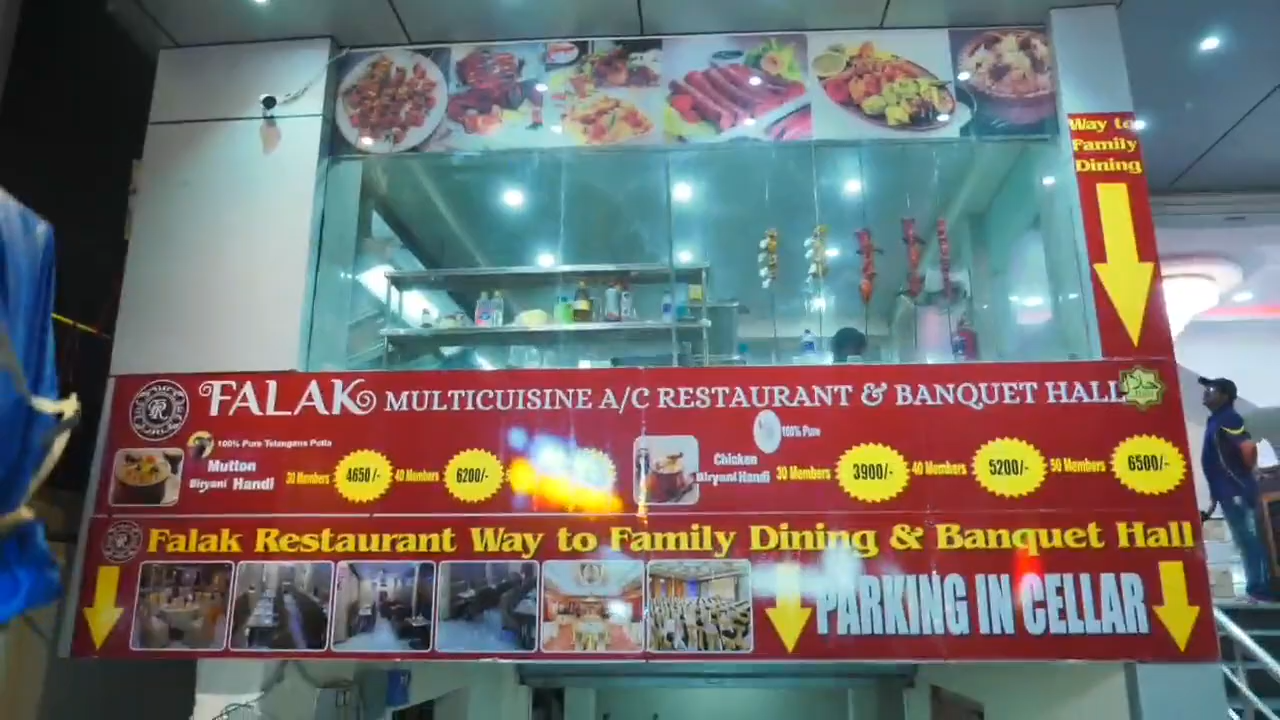 Way to
Family
Dining
FALAK MULTICUISINE A/C RESTAURANT & BANQUET HALL
100% Pure Telangana Potla
Mutton
Biryani Handi
30 Members 4650/- 40 Members 6200/-
100% Pure
Chicken
Biryani Handi
30 Members 3900/- 40 Members 5200/- 50 Members 6500/-
Falak Restaurant Way to Family Dining & Banquet Hall
PARKING IN CELLAR